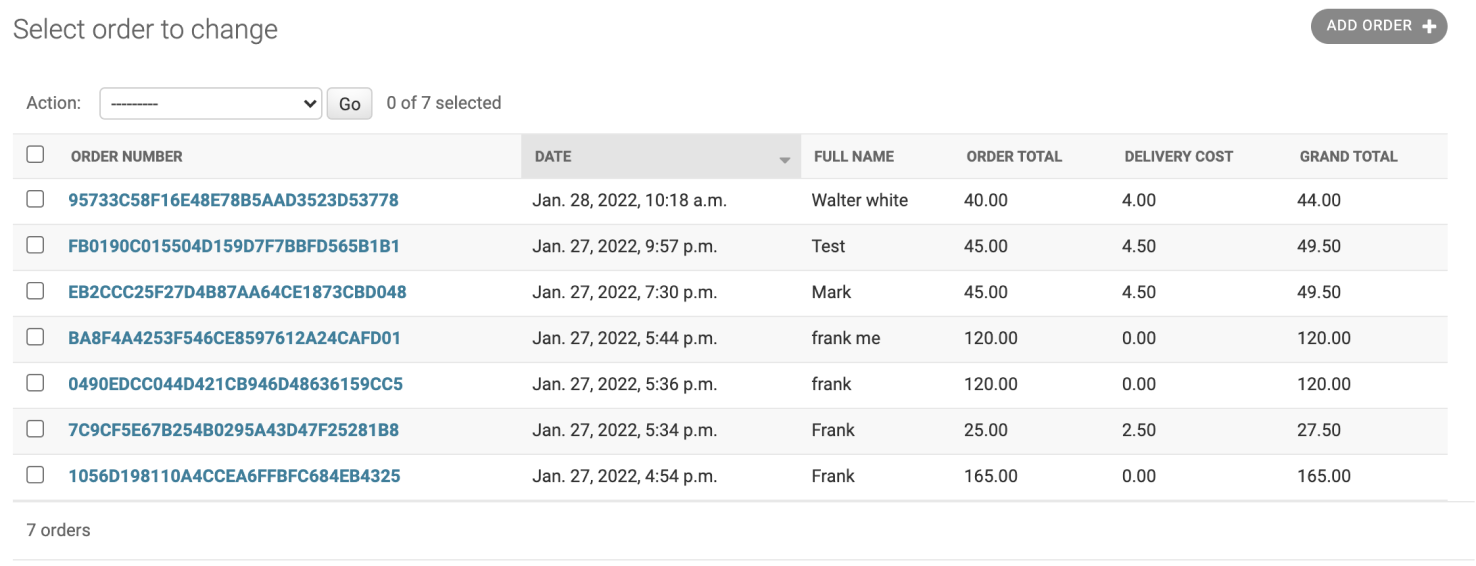 Select order to change
ADD ORDER +
Action: --------- Go 0 of 7 selected
ORDER NUMBER DATE FULL NAME ORDER TOTAL DELIVERY COST GRAND TOTAL
95733C58F16E48E78B5AAD3523D53778 Jan. 28, 2022, 10:18 a.m. Walter white 40.00 4.00 44.00
FB0190C015504D159D7F7BBFD565B1B1 Jan. 27, 2022, 9:57 p.m. Test 45.00 4.50 49.50
EB2CCC25F27D4B87AA64CE1873CBD048 Jan. 27, 2022, 7:30 p.m. Mark 45.00 4.50 49.50
BA8F4A4253F546CE8597612A24CAFD01 Jan. 27, 2022, 5:44 p.m. frank me 120.00 0.00 120.00
0490EDCC044D421CB946D48636159CC5 Jan. 27, 2022, 5:36 p.m. frank 120.00 0.00 120.00
7C9CF5E67B254B0295A43D47F25281B8 Jan. 27, 2022, 5:34 p.m. Frank 25.00 2.50 27.50
1056D198110A4CCEA6FFBFC684EB4325 Jan. 27, 2022, 4:54 p.m. Frank 165.00 0.00 165.00
7 orders